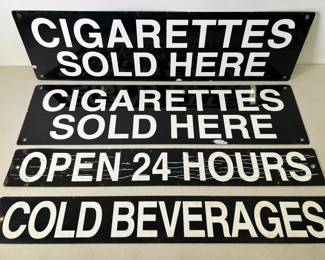 CIGARETTES
SOLD HERE
CIGARETTES
SOLD HERE
OPEN 24 HOURS
COLD BEVERAGES